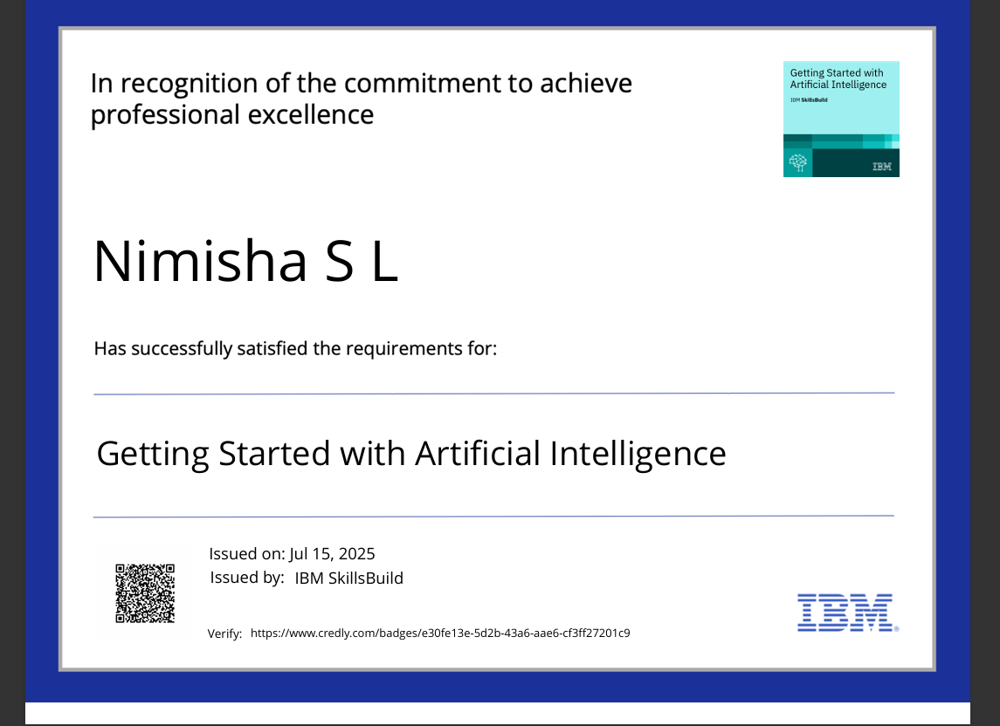 In recognition of the commitment to achieve
professional excellence
Getting Started with
Artificial Intelligence
IBM SkillsBuild
IBM
Nimisha S L
Has successfully satisfied the requirements for:
Getting Started with Artificial Intelligence
Issued on: Jul 15, 2025
Issued by: IBM SkillsBuild
Verify: https://www.credly.com/badges/e30fe13e-5d2b-43a6-aae6-cf3ff27201c9
IBM®